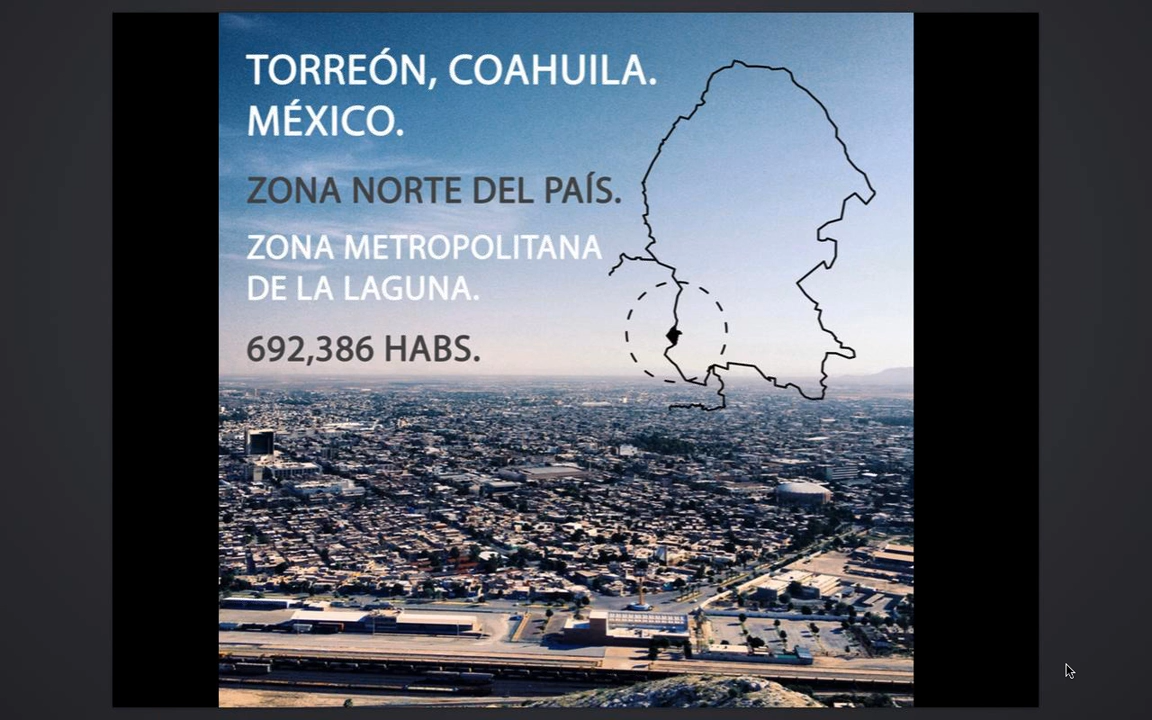 TORREÓN, COAHUILA.
MÉXICO.
ZONA NORTE DEL PAÍS.
ZONA METROPOLITANA
DE LA LAGUNA.
692,386 HABS.